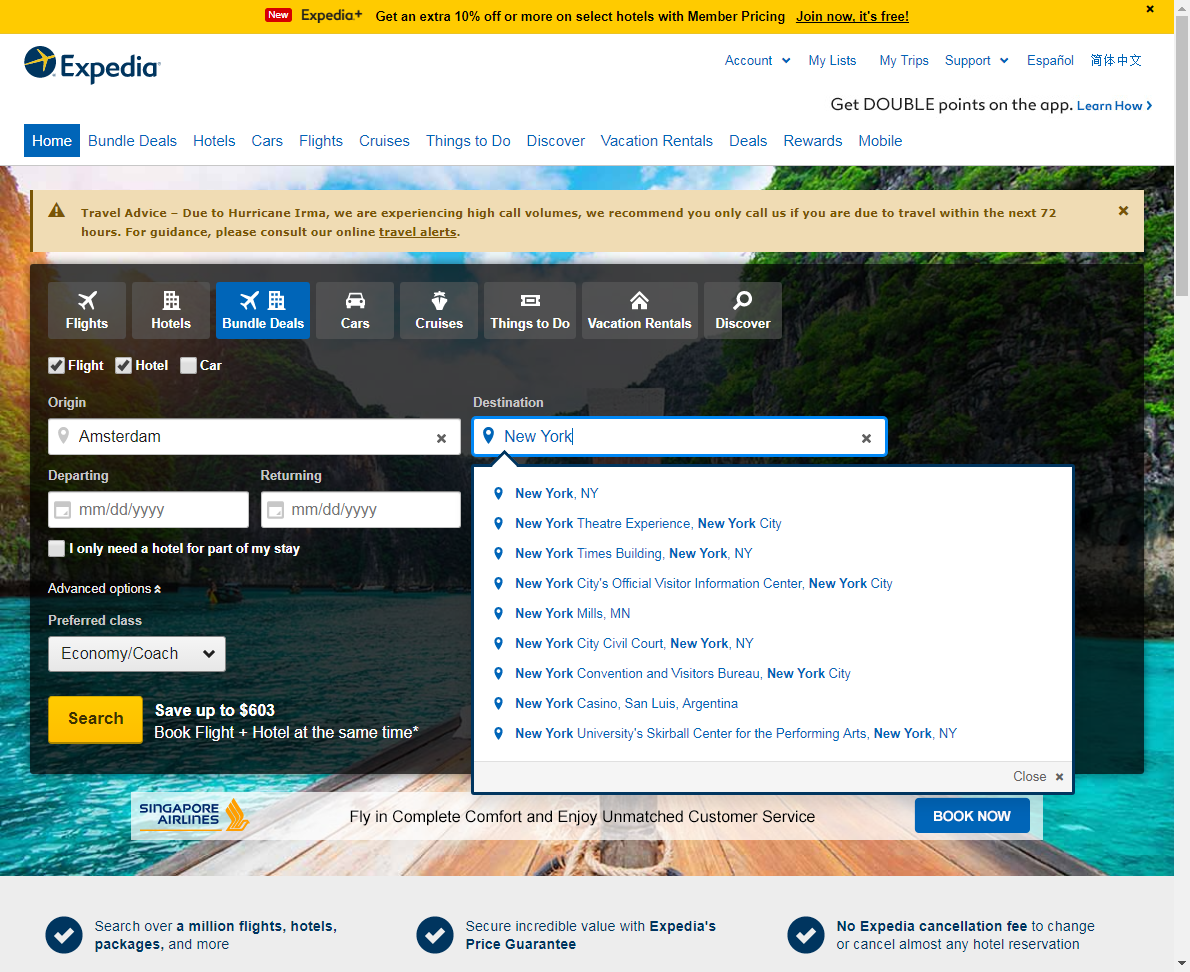 New Expedia+ Get an extra 10% off or more on select hotels with Member Pricing Join now, it's free!
Expedia
Account My Lists My Trips Support Español 简体中文
Get DOUBLE points on the app. Learn How
Home Bundle Deals Hotels Cars Flights Cruises Things to Do Discover Vacation Rentals Deals Rewards Mobile
Travel Advice – Due to Hurricane Irma, we are experiencing high call volumes, we recommend you only call us if you are due to travel within the next 72
hours. For guidance, please consult our online travel alerts.
Flights Hotels Bundle Deals Cars Cruises Things to Do Vacation Rentals Discover
Flight Hotel Car
Origin Destination
Amsterdam New York
Departing Returning
mm/dd/yyyy mm/dd/yyyy
I only need a hotel for part of my stay
Advanced options
Preferred class
Economy/Coach
Search
Save up to $603
Book Flight + Hotel at the same time*
New York, NY
New York Theatre Experience, New York City
New York Times Building, New York, NY
New York City's Official Visitor Information Center, New York City
New York Mills, MN
New York City Civil Court, New York, NY
New York Convention and Visitors Bureau, New York City
New York Casino, San Luis, Argentina
New York University's Skirball Center for the Performing Arts, New York, NY
Close
SINGAPORE
AIRLINES
Fly in Complete Comfort and Enjoy Unmatched Customer Service
BOOK NOW
Search over a million flights, hotels,
packages, and more
Secure incredible value with Expedia's
Price Guarantee
No Expedia cancellation fee to change
or cancel almost any hotel reservation